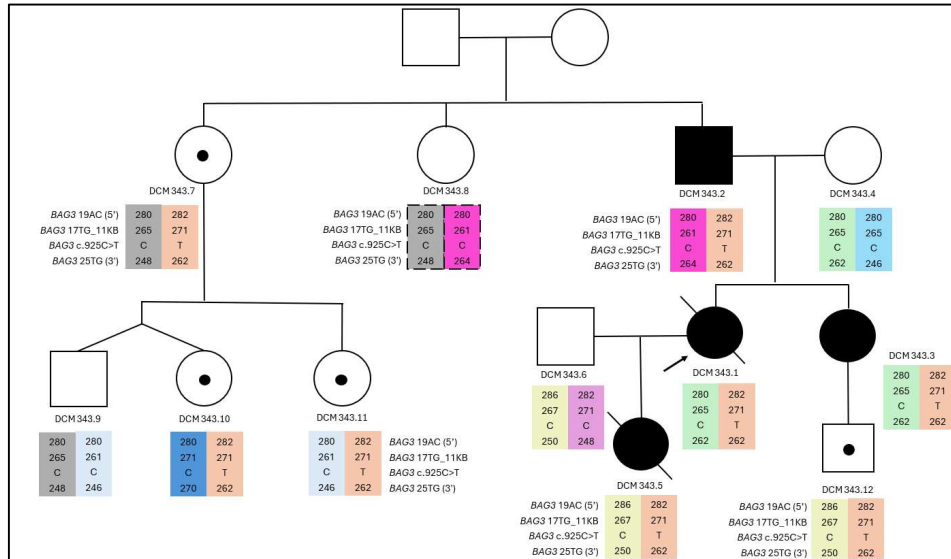 DCM 343.7
BAG3 19AC (5') 280 282
BAG3 17TG_11KB 265 271
BAG3 c.925C>T C T
BAG3 25TG (3') 248 262
DCM 343.8
BAG3 19AC (5') 280 280
BAG3 17TG_11KB 265 261
BAG3 c.925C>T C C
BAG3 25TG (3') 248 264
DCM 343.2
BAG3 19AC (5') 280 282
BAG3 17TG_11KB 261 271
BAG3 c.925C>T C T
BAG3 25TG (3') 264 262
DCM 343.4
280 280
265 265
C C
262 246
DCM 343.9
280 280
265 261
C C
248 246
DCM 343.10
280 282
271 271
C T
270 262
DCM 343.11
280 282 BAG3 19AC (5')
261 271 BAG3 17TG_11KB
C T BAG3 c.925C>T
246 262 BAG3 25TG (3')
DCM 343.6
286 282
267 271
C C
250 248
DCM 343.1
280 282
265 271
C T
262 262
DCM 343.3
280 282
265 271
C T
262 262
DCM 343.5
BAG3 19AC (5') 286 282
BAG3 17TG_11KB 267 271
BAG3 c.925C>T C T
BAG3 25TG (3') 250 262
DCM 343.12
BAG3 19AC (5') 286 282
BAG3 17TG_11KB 267 271
BAG3 c.925C>T C T
BAG3 25TG (3') 250 262